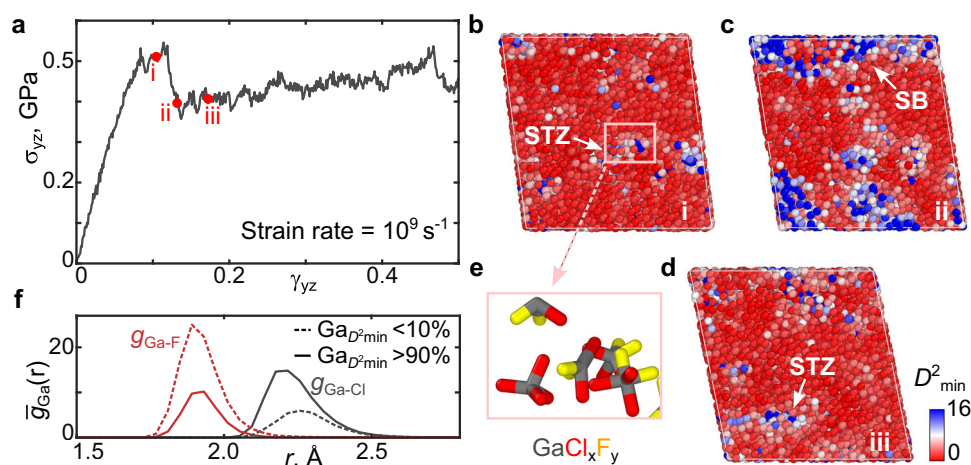 a
σyz, GPa
0.5
0.2
0
0
0.2
0.4
γyz
i
ii
iii
Strain rate = 10⁹ s⁻¹
b
STZ
i
c
SB
ii
d
STZ
iii
D²min
16
0
e
GaClxFy
f
ḡGa(r)
20
0
1.5
2.0
2.5
r, Å
gGa-F
gGa-Cl
GaD²min <10%
GaD²min >90%